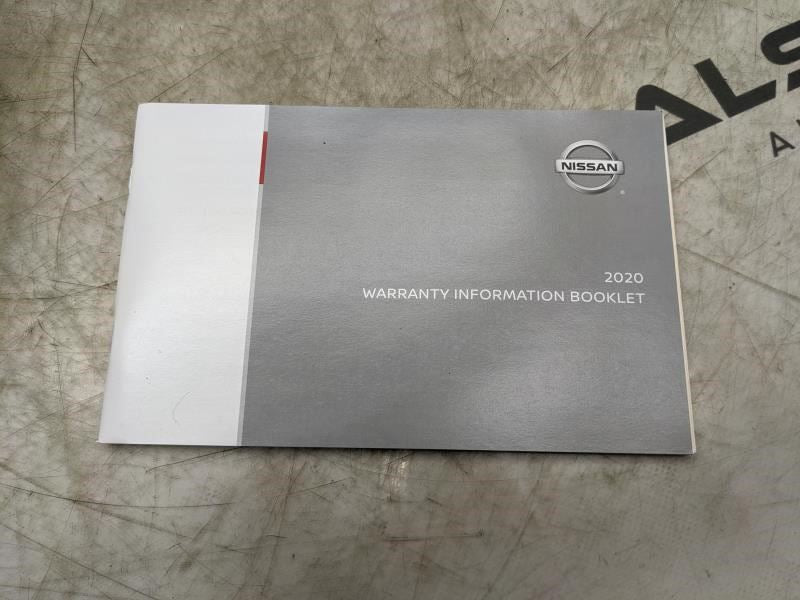 NISSAN
2020
WARRANTY INFORMATION BOOKLET